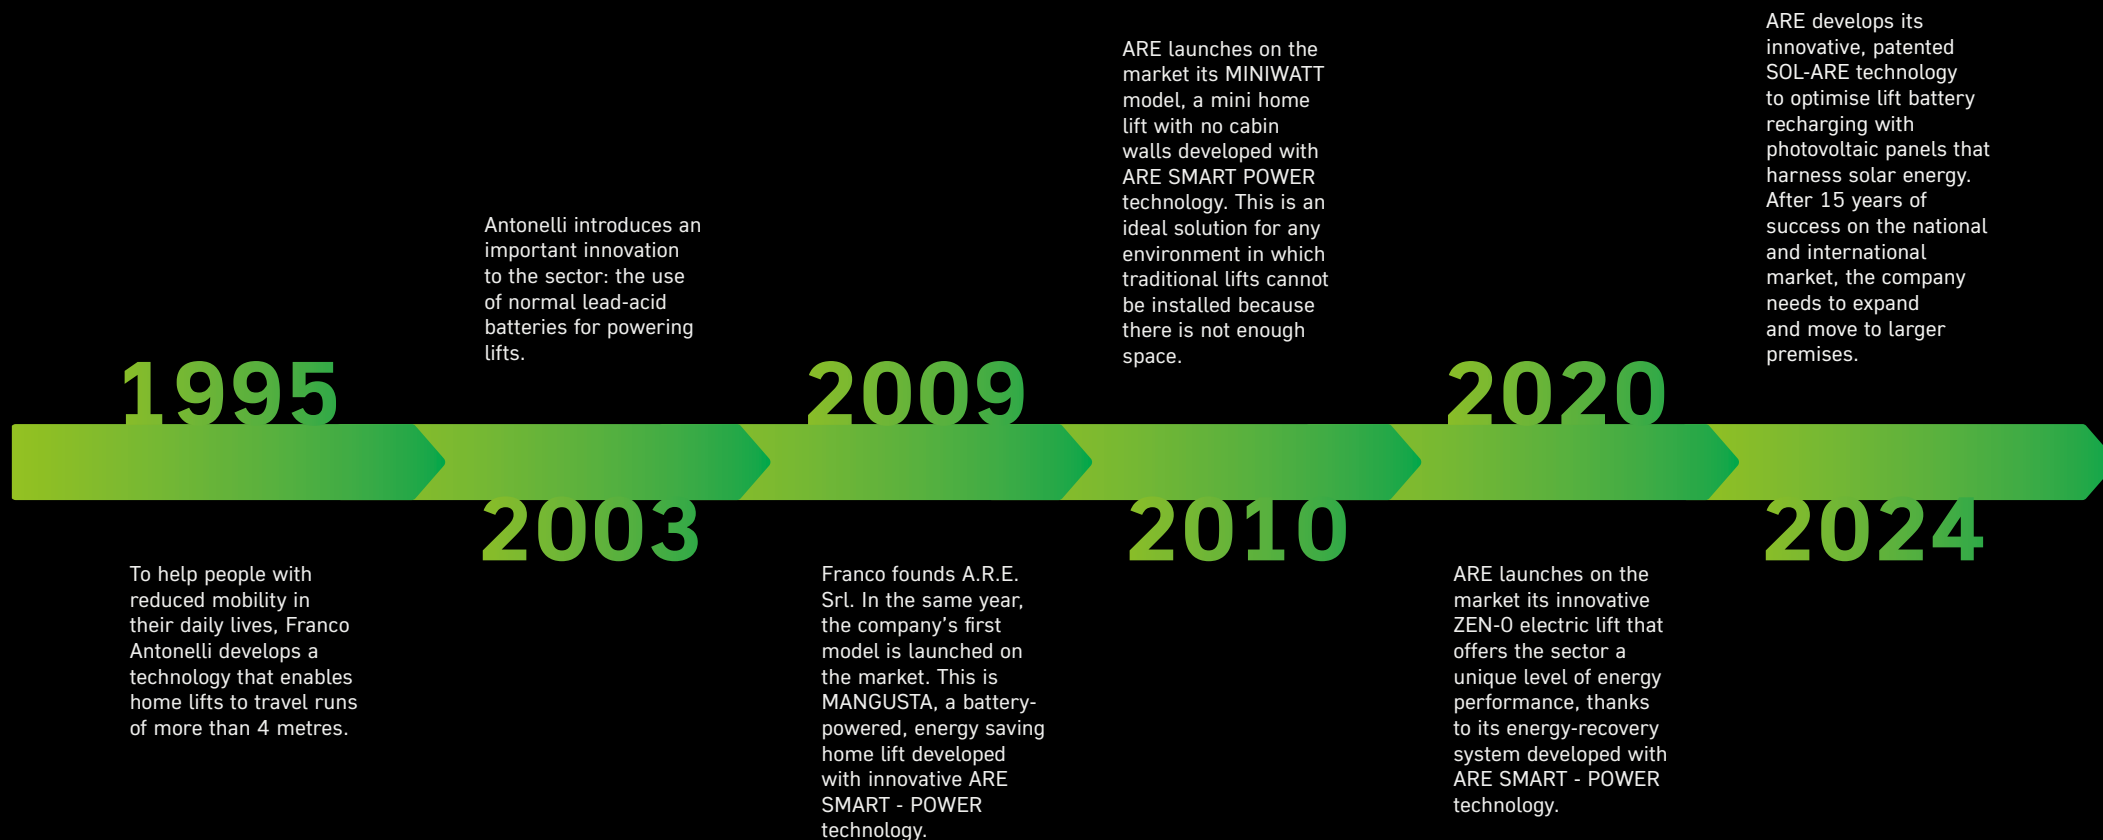 1995
To help people with
reduced mobility in
their daily lives, Franco
Antonelli develops a
technology that enables
home lifts to travel runs
of more than 4 metres.
Antonelli introduces an
important innovation
to the sector: the use
of normal lead-acid
batteries for powering
lifts.
2003
2009
Franco founds A.R.E.
Srl. In the same year,
the company’s first
model is launched on
the market. This is
MANGUSTA, a battery-
powered, energy saving
home lift developed
with innovative ARE
SMART - POWER
technology.
ARE launches on the
market its MINIWATT
model, a mini home
lift with no cabin
walls developed with
ARE SMART POWER
technology. This is an
ideal solution for any
environment in which
traditional lifts cannot
be installed because
there is not enough
space.
2010
2020
ARE launches on the
market its innovative
ZEN-0 electric lift that
offers the sector a
unique level of energy
performance, thanks
to its energy-recovery
system developed with
ARE SMART - POWER
technology.
ARE develops its
innovative, patented
SOL-ARE technology
to optimise lift battery
recharging with
photovoltaic panels that
harness solar energy.
After 15 years of
success on the national
and international
market, the company
needs to expand
and move to larger
premises.
2024